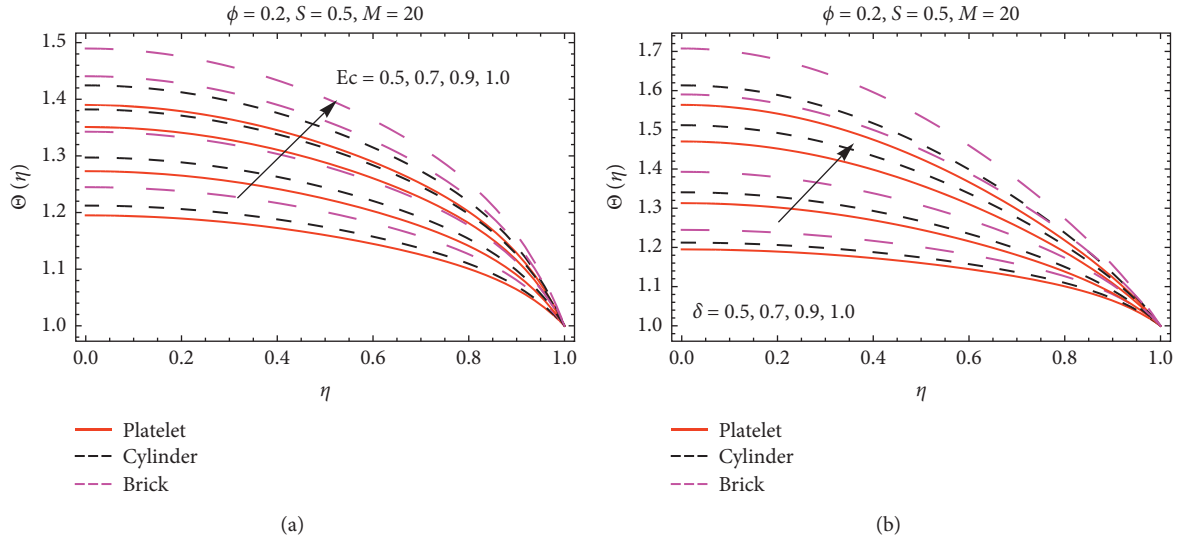 ϕ = 0.2, S = 0.5, M = 20
1.5
1.4
1.3
1.2
1.1
1.0
Θ (η)
Ec = 0.5, 0.7, 0.9, 1.0
0.0
0.2
0.4
0.6
0.8
1.0
η
Platelet
Cylinder
Brick
(a)
ϕ = 0.2, S = 0.5, M = 20
1.7
1.6
1.5
1.4
1.3
1.2
1.1
1.0
Θ (η)
δ = 0.5, 0.7, 0.9, 1.0
0.0
0.2
0.4
0.6
0.8
1.0
η
Platelet
Cylinder
Brick
(b)